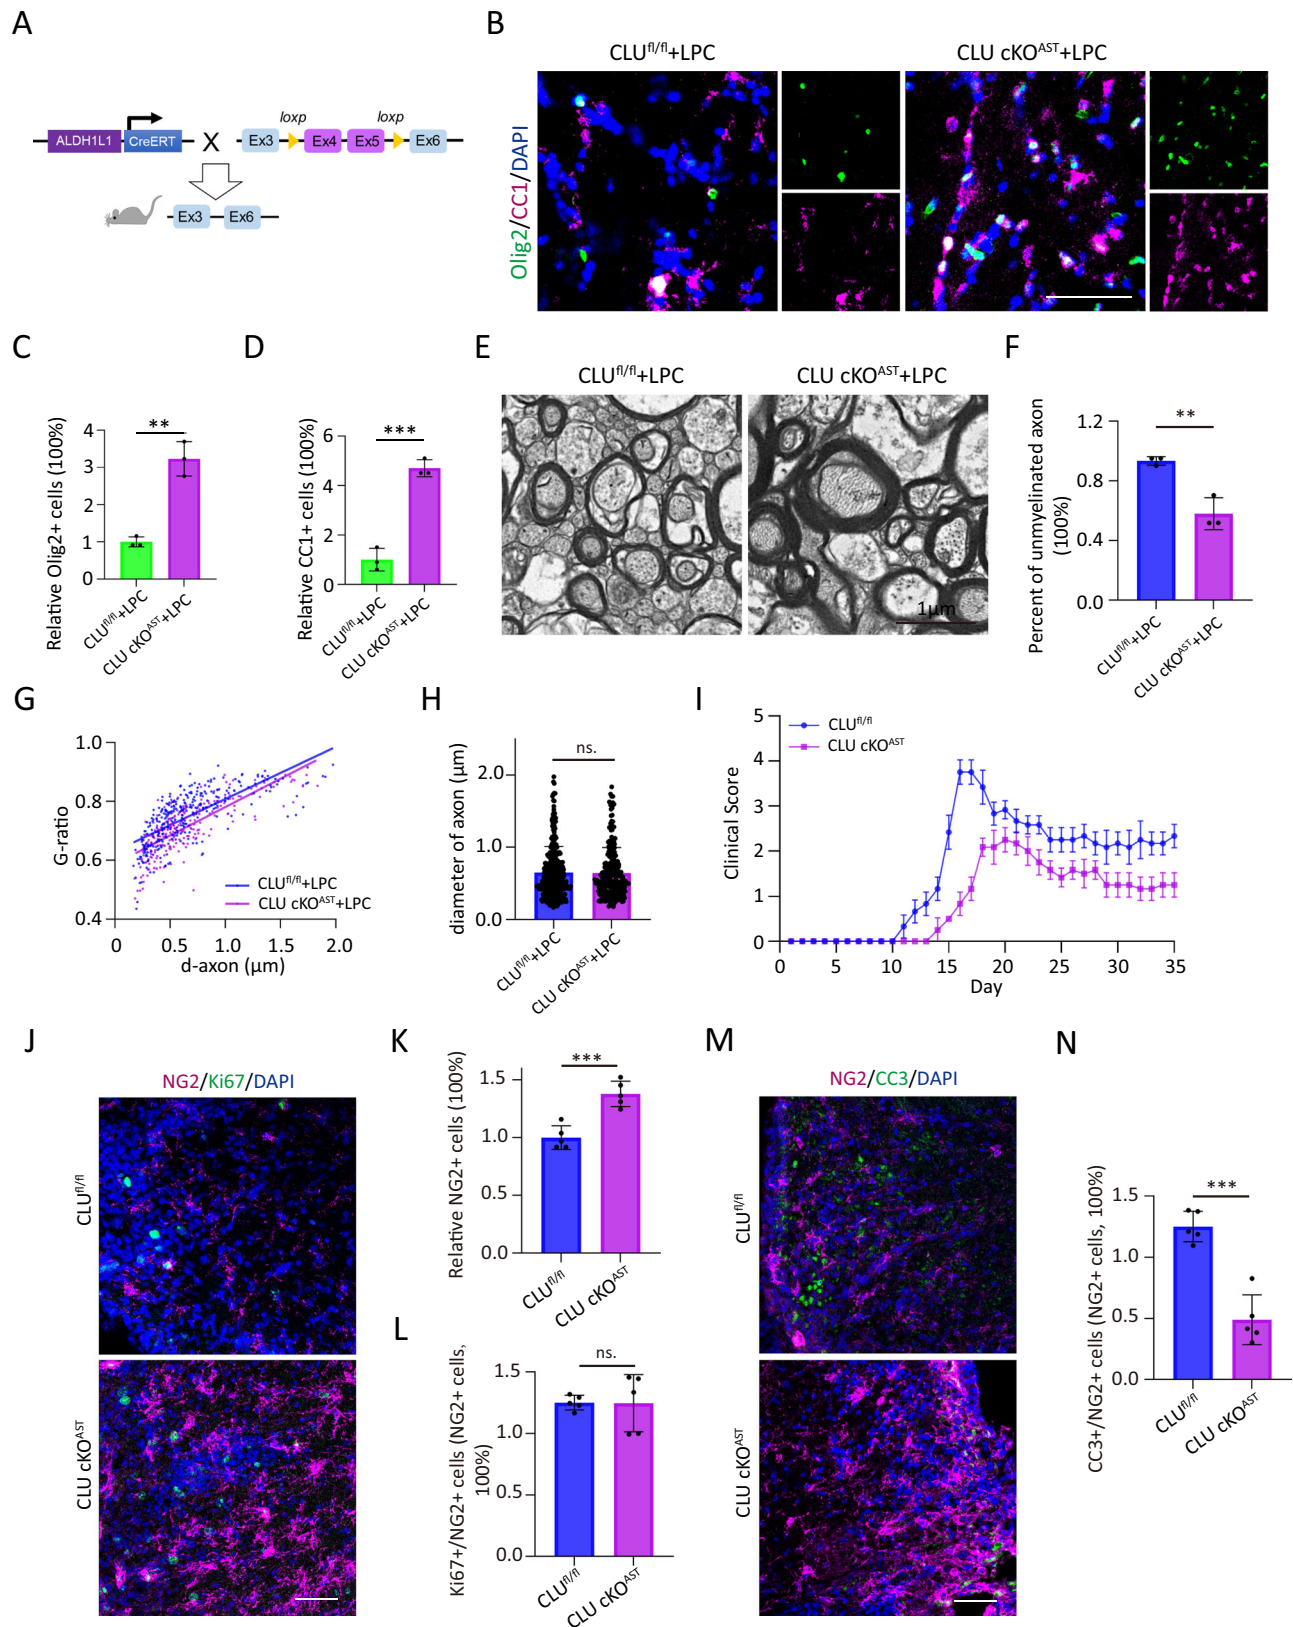 A
ALDH1L1
CreERT
X
loxp
loxp
Ex3
Ex4
Ex5
Ex6
Ex3
Ex6
B
CLUfl/fl+LPC
CLU cKOAST+LPC
Olig2/CC1/DAPI
C
Relative Olig2+ cells (100%)
4
3
2
1
0
**
CLUfl/fl+LPC
CLU cKOAST+LPC
D
Relative CC1+ cells (100%)
6
4
2
0
***
CLUfl/fl+LPC
CLU cKOAST+LPC
E
CLUfl/fl+LPC
CLU cKOAST+LPC
1μm
F
Percent of unmyelinated axon
(100%)
1.2
0.8
0.4
0.0
**
CLUfl/fl+LPC
CLU cKOAST+LPC
G
G-ratio
1.0
0.8
0.6
0.4
0
0.5
1.0
1.5
2.0
d-axon (μm)
CLUfl/fl+LPC
CLU cKOAST+LPC
H
diameter of axon (μm)
2.0
1.0
0.0
ns.
CLUfl/fl+LPC
CLU cKOAST+LPC
I
Clinical Score
5
4
3
2
1
0
0
5
10
15
20
25
30
35
Day
CLUfl/fl
CLU cKOAST
J
NG2/Ki67/DAPI
CLUfl/fl
CLU cKOAST
K
Relative NG2+ cells (100%)
1.5
1.0
0.5
0.0
***
CLUfl/fl
CLU cKOAST
L
Ki67+/NG2+ cells (NG2+ cells,
100%)
1.5
1.0
0.5
0.0
ns.
CLUfl/fl
CLU cKOAST
M
NG2/CC3/DAPI
CLUfl/fl
CLU cKOAST
N
CC3+/NG2+ cells (NG2+ cells, 100%)
1.5
1.0
0.5
0.0
***
CLUfl/fl
CLU cKOAST